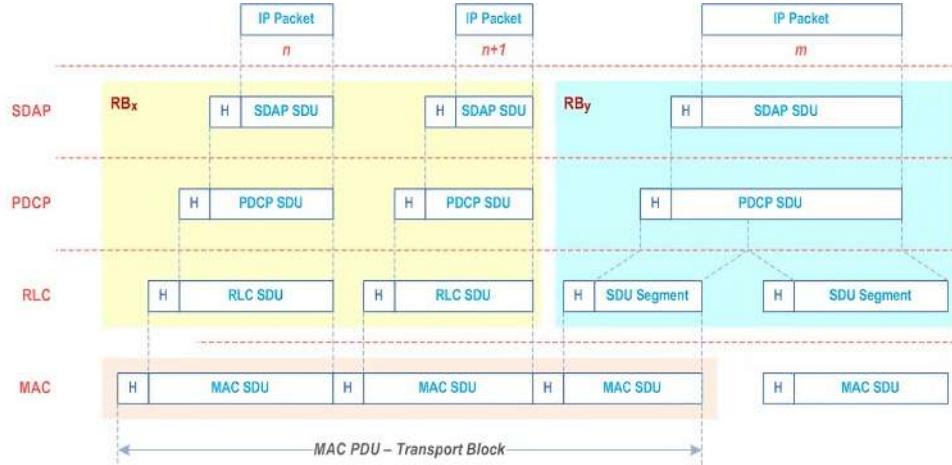 IP Packet IP Packet IP Packet
n n+1 m
RBx RBy
SDAP H SDAP SDU H SDAP SDU H SDAP SDU
PDCP H PDCP SDU H PDCP SDU H PDCP SDU
RLC H RLC SDU H RLC SDU H SDU Segment H SDU Segment
MAC H MAC SDU H MAC SDU H MAC SDU H MAC SDU
MAC PDU – Transport Block